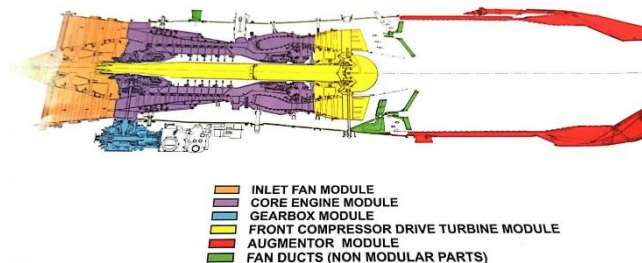 INLET FAN MODULE
CORE ENGINE MODULE
GEARBOX MODULE
FRONT COMPRESSOR DRIVE TURBINE MODULE
AUGMENTOR MODULE
FAN DUCTS (NON MODULAR PARTS)